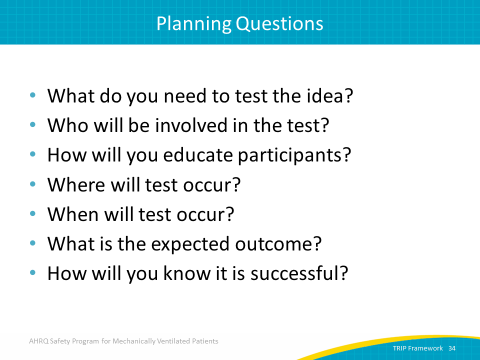 Planning Questions
• What do you need to test the idea?
• Who will be involved in the test?
• How will you educate participants?
• Where will test occur?
• When will test occur?
• What is the expected outcome?
• How will you know it is successful?
AHRQ Safety Program for Mechanically Ventilated Patients
TRIP Framework 34